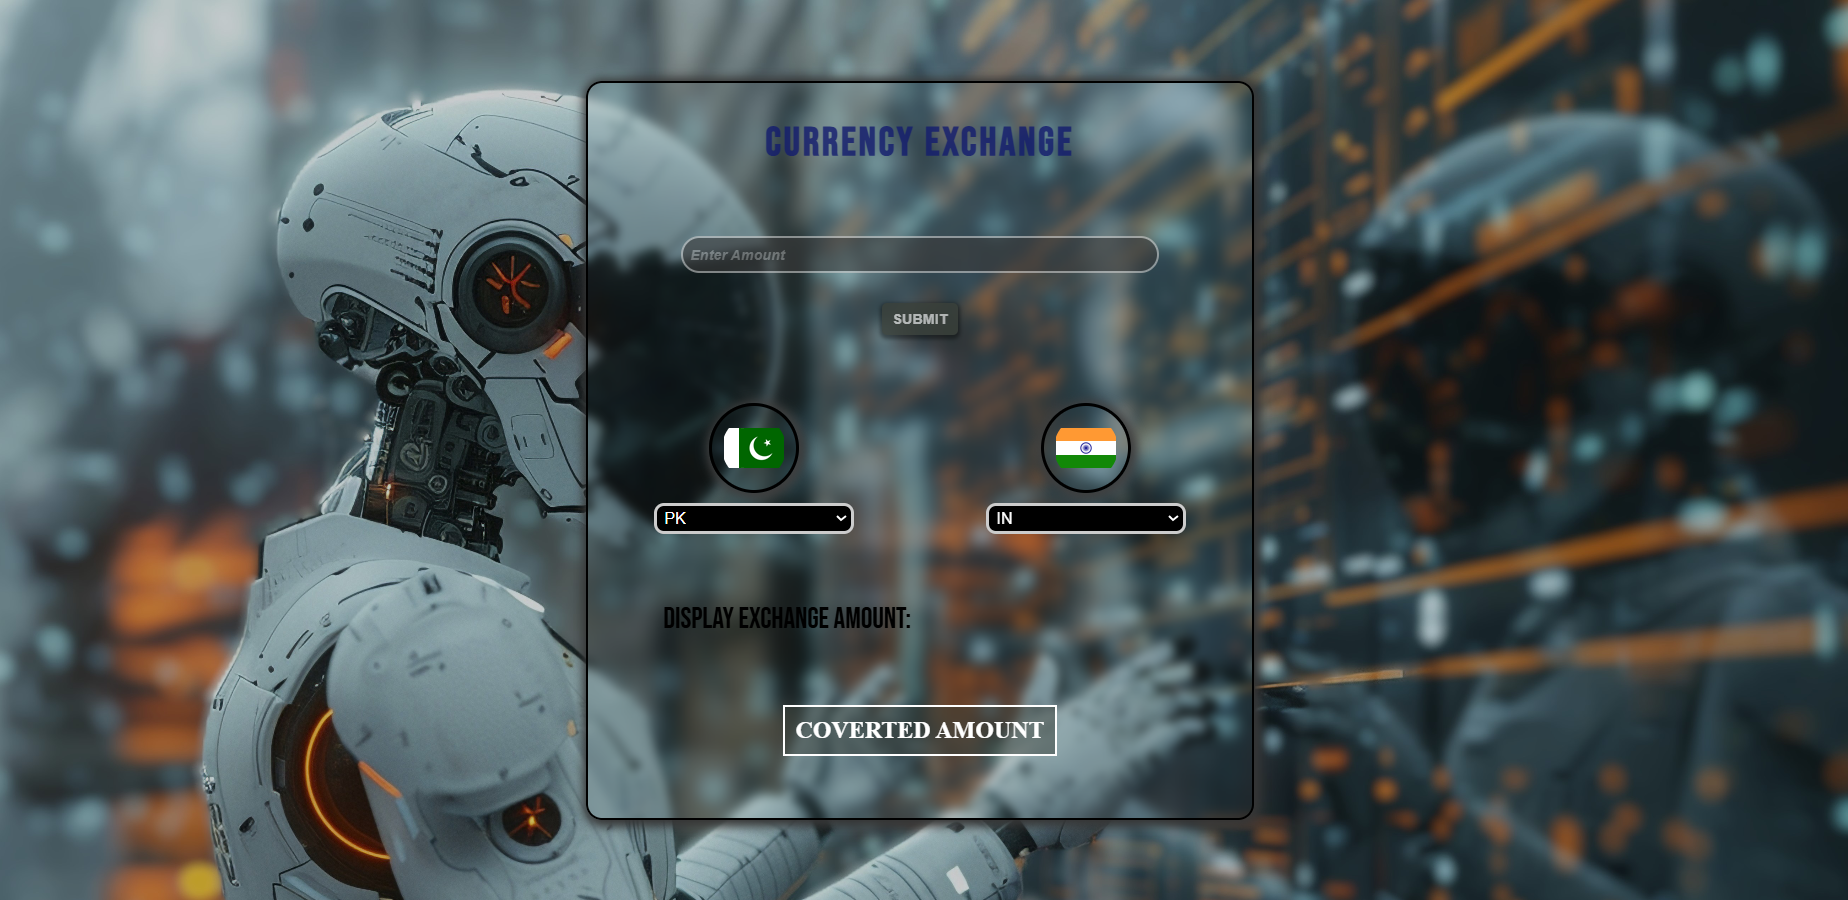 CURRENCY EXCHANGE
Enter Amount
SUBMIT
PK
IN
DISPLAY EXCHANGE AMOUNT:
COVERTED AMOUNT